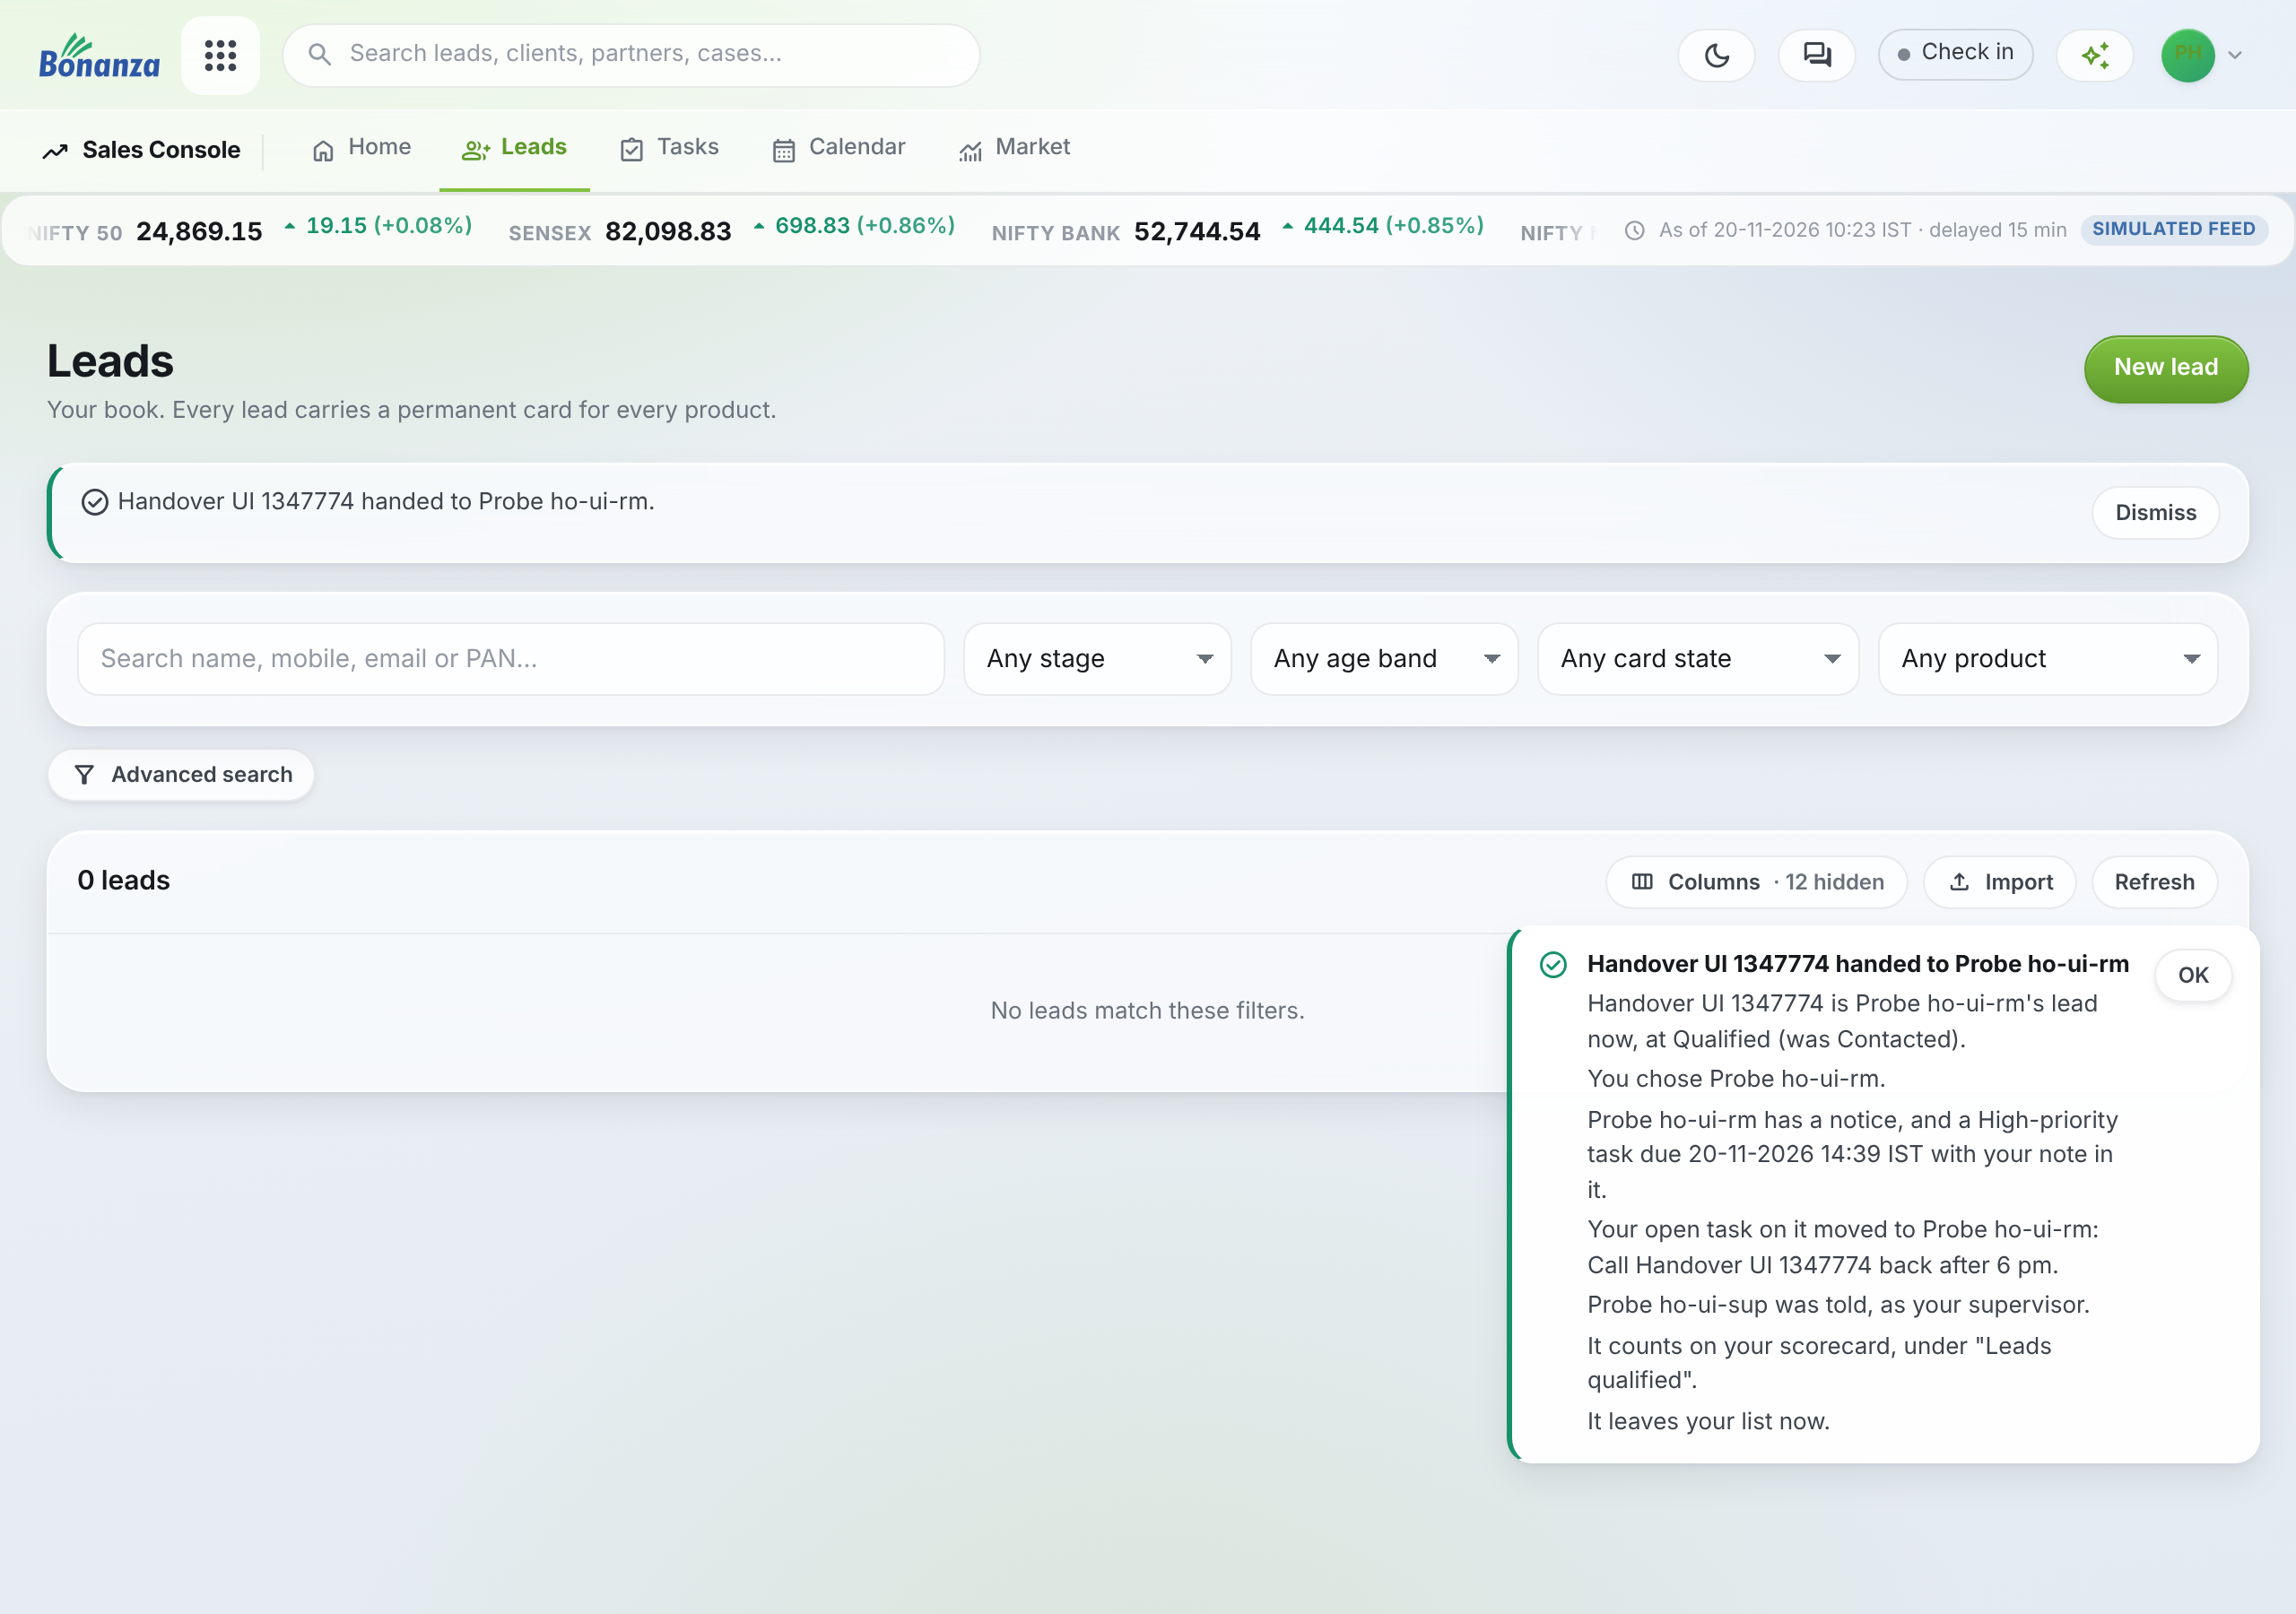 Bonanza
Search leads, clients, partners, cases...
Check in
PH
Sales Console
Home
Leads
Tasks
Calendar
Market
NIFTY 50 24,869.15 19.15 (+0.08%) SENSEX 82,098.83 698.83 (+0.86%) NIFTY BANK 52,744.54 444.54 (+0.85%) NIFTY As of 20-11-2026 10:23 IST · delayed 15 min SIMULATED FEED
Leads
New lead
Your book. Every lead carries a permanent card for every product.
Handover UI 1347774 handed to Probe ho-ui-rm.
Dismiss
Search name, mobile, email or PAN...
Any stage
Any age band
Any card state
Any product
Advanced search
0 leads
Columns · 12 hidden
Import
Refresh
No leads match these filters.
Handover UI 1347774 handed to Probe ho-ui-rm
OK
Handover UI 1347774 is Probe ho-ui-rm's lead
now, at Qualified (was Contacted).
You chose Probe ho-ui-rm.
Probe ho-ui-rm has a notice, and a High-priority
task due 20-11-2026 14:39 IST with your note in
it.
Your open task on it moved to Probe ho-ui-rm:
Call Handover UI 1347774 back after 6 pm.
Probe ho-ui-sup was told, as your supervisor.
It counts on your scorecard, under "Leads
qualified".
It leaves your list now.